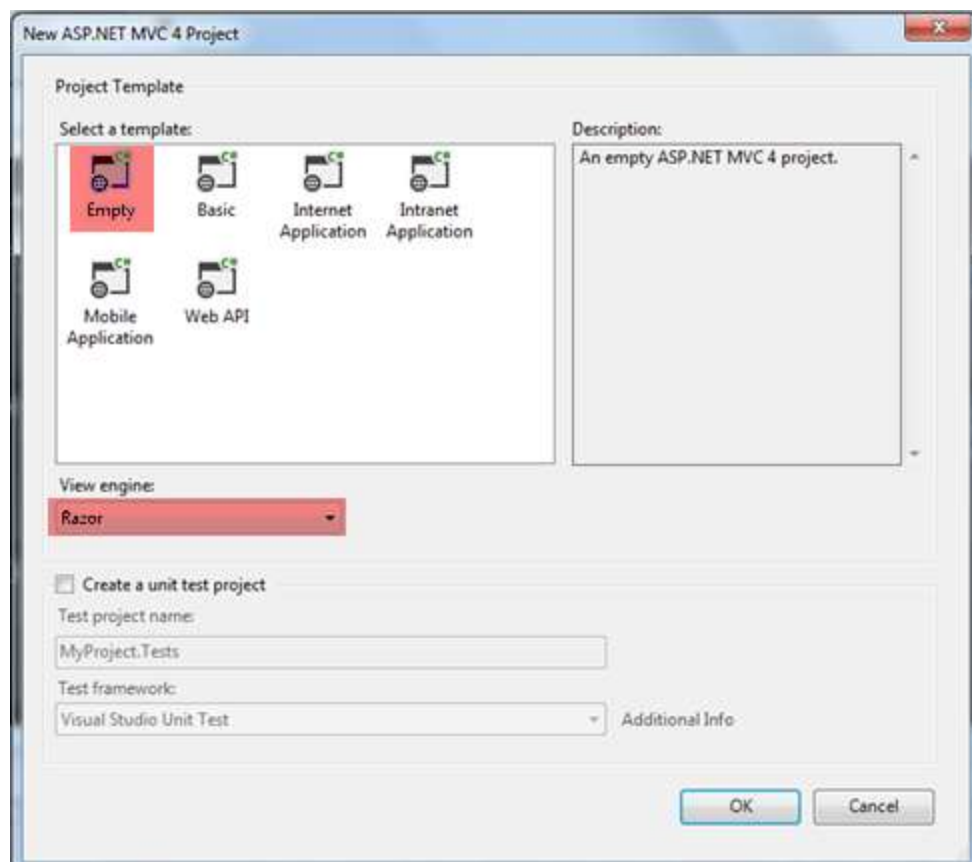 New ASP.NET MVC 4 Project
Project Template
Select a template:
Description:
C#
C#
C#
C#
An empty ASP.NET MVC 4 project.
Empty
Basic
Internet
Application
Intranet
Application
C#
C#
Mobile
Application
Web API
View engine:
Razor
Create a unit test project
Test project name:
MyProject.Tests
Test framework:
Visual Studio Unit Test
Additional Info
OK
Cancel